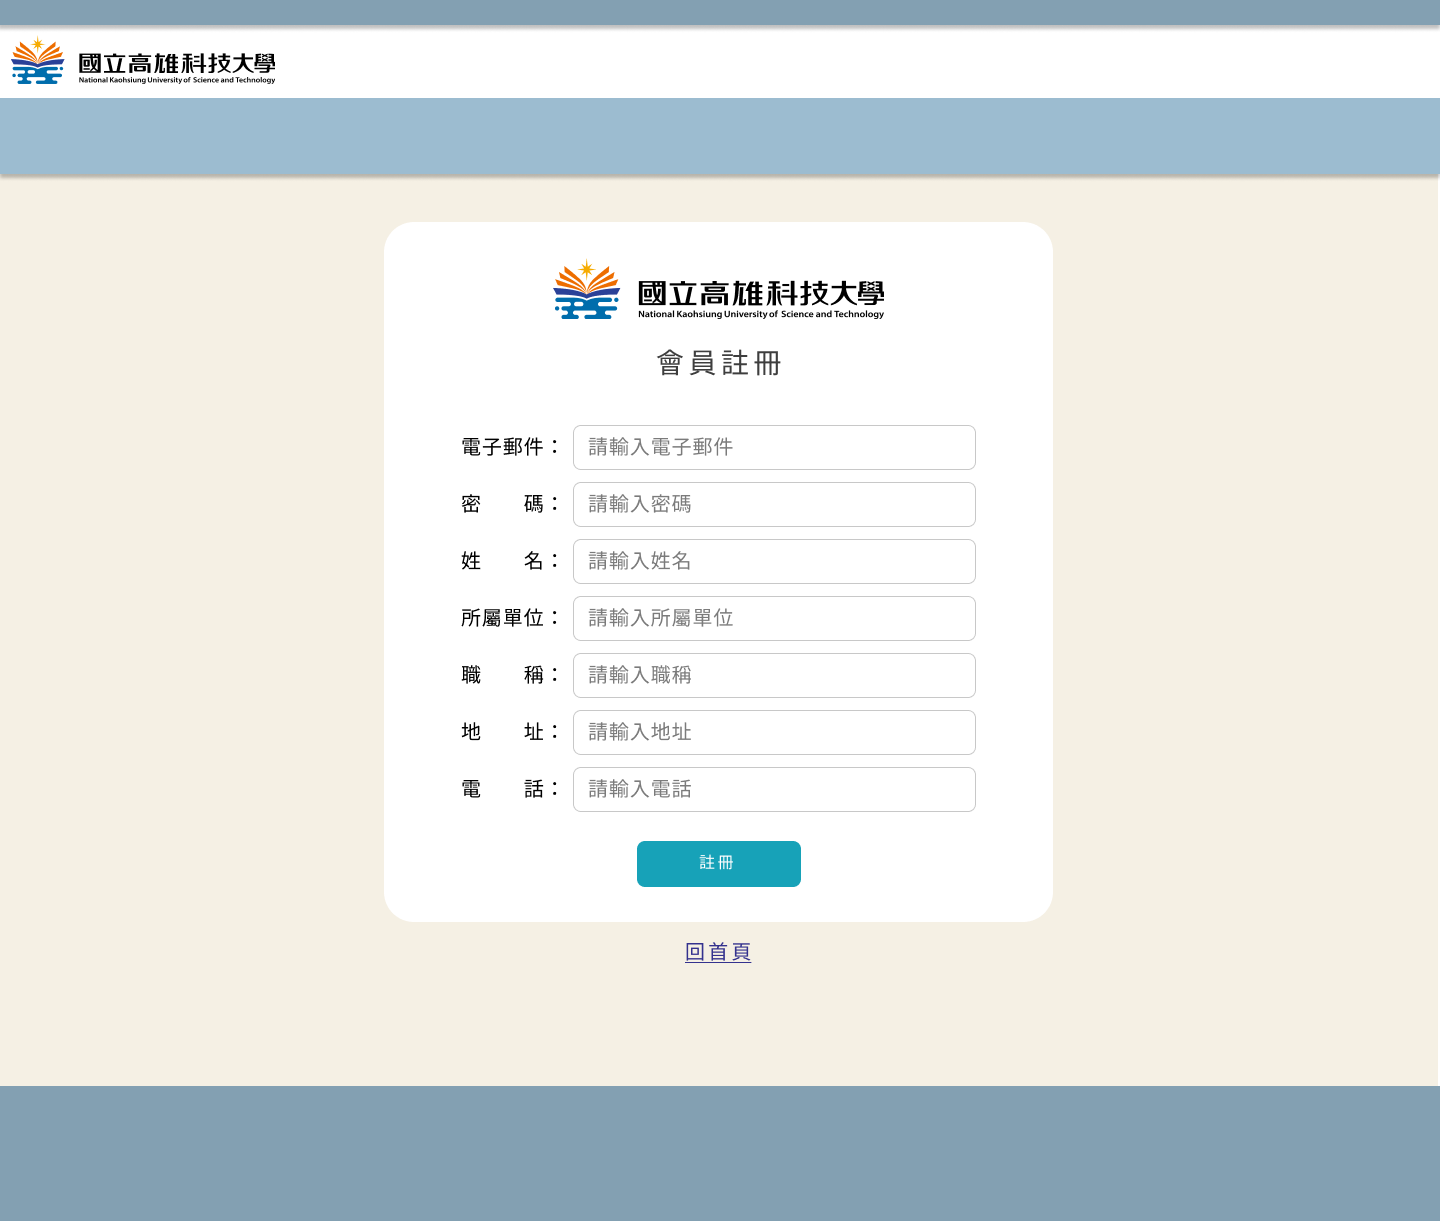 國立高雄科技大學
National Kaohsiung University of Science and Technology
國立高雄科技大學
National Kaohsiung University of Science and Technology
會員註冊
電子郵件： 請輸入電子郵件
密　　碼： 請輸入密碼
姓　　名： 請輸入姓名
所屬單位： 請輸入所屬單位
職　　稱： 請輸入職稱
地　　址： 請輸入地址
電　　話： 請輸入電話
註冊
回首頁